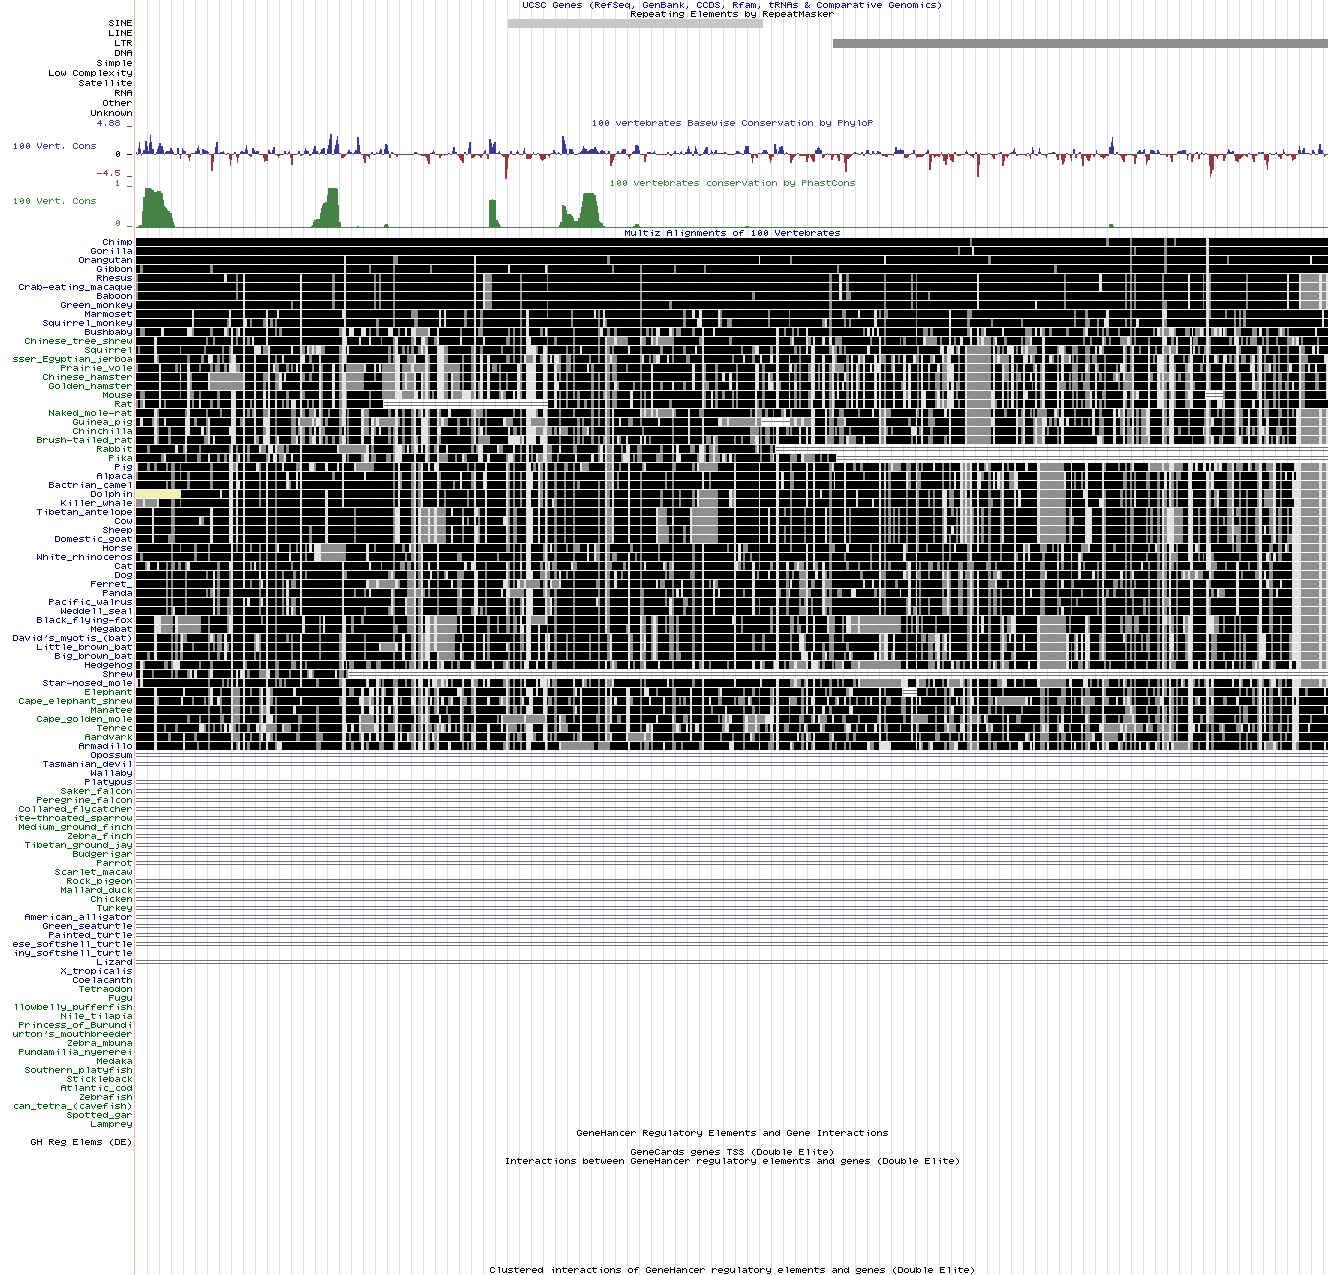 UCSC Genes (RefSeq, GenBank, CCDS, Rfam, tRNAs & Comparative Genomics)
Repeating Elements by RepeatMasker
SINE
LINE
LTR
DNA
Simple
Low Complexity
Satellite
RNA
Other
Unknown
4.88 _
100 vertebrates Basewise Conservation by PhyloP
100 Vert. Cons
0 -
-4.5 _
1 _
100 vertebrates conservation by PhastCons
100 Vert. Cons
0 _
Multiz Alignments of 100 Vertebrates
Chimp
Gorilla
Orangutan
Gibbon
Rhesus
Crab-eating_macaque
Baboon
Green_monkey
Marmoset
Squirrel_monkey
Bushbaby
Chinese_tree_shrew
Squirrel
sser_Egyptian_jerboa
Prairie_vole
Chinese_hamster
Golden_hamster
Mouse
Rat
Naked_mole-rat
Guinea_pig
Chinchilla
Brush-tailed_rat
Rabbit
Pika
Pig
Alpaca
Bactrian_camel
Dolphin
Killer_whale
Tibetan_antelope
Cow
Sheep
Domestic_goat
Horse
White_rhinoceros
Cat
Dog
Ferret_
Panda
Pacific_walrus
Weddell_seal
Black_flying-fox
Megabat
David's_myotis_(bat)
Little_brown_bat
Big_brown_bat
Hedgehog
Shrew
Star-nosed_mole
Elephant
Cape_elephant_shrew
Manatee
Cape_golden_mole
Tenrec
Aardvark
Armadillo
Opossum
Tasmanian_devil
Wallaby
Platypus
Saker_falcon
Peregrine_falcon
Collared_flycatcher
ite-throated_sparrow
Medium_ground_finch
Zebra_finch
Tibetan_ground_jay
Budgerigar
Parrot
Scarlet_macaw
Rock_pigeon
Mallard_duck
Chicken
Turkey
American_alligator
Green_seaturtle
Painted_turtle
ese_softshell_turtle
iny_softshell_turtle
Lizard
X_tropicalis
Coelacanth
Tetraodon
Fugu
llowbelly_pufferfish
Nile_tilapia
Princess_of_Burundi
urton's_mouthbreeder
Zebra_mbuna
Pundamilia_nyererei
Medaka
Southern_platyfish
Stickleback
Atlantic_cod
Zebrafish
can_tetra_(cavefish)
Spotted_gar
Lamprey
GeneHancer Regulatory Elements and Gene Interactions
GH Reg Elems (DE)
GeneCards genes TSS (Double Elite)
Interactions between GeneHancer regulatory elements and genes (Double Elite)
Clustered interactions of GeneHancer regulatory elements and genes (Double Elite)